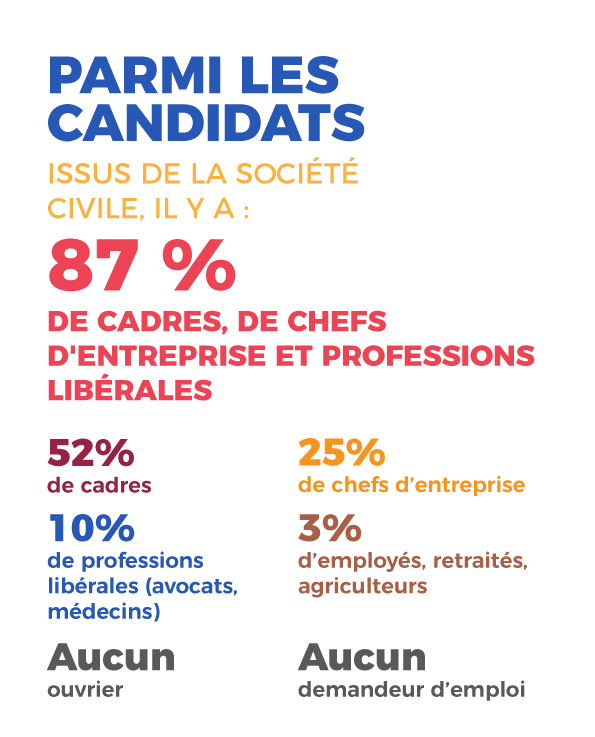 PARMI LES
CANDIDATS
ISSUS DE LA SOCIÉTÉ
CIVILE, IL Y A :
87 %
DE CADRES, DE CHEFS
D'ENTREPRISE ET PROFESSIONS
LIBÉRALES
52%
de cadres
25%
de chefs d’entreprise
10%
de professions
libérales (avocats,
médecins)
3%
d’employés, retraités,
agriculteurs
Aucun
ouvrier
Aucun
demandeur d’emploi